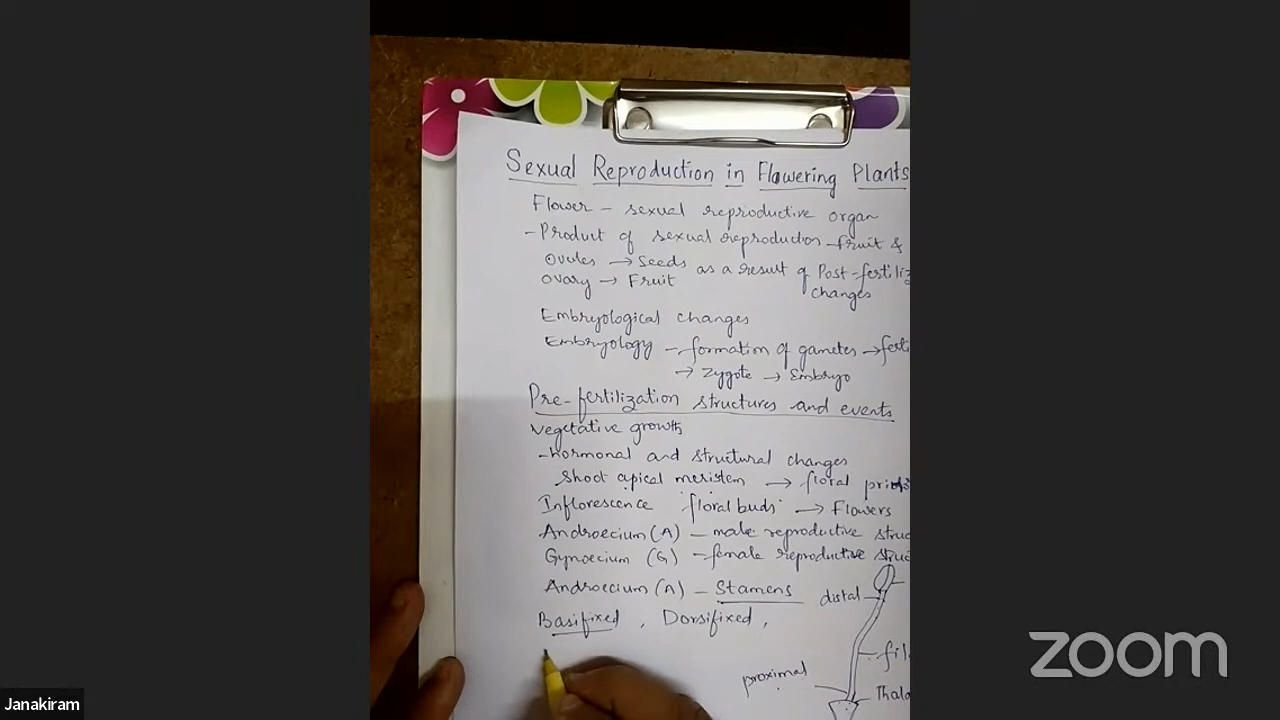 Sexual Reproduction in Flowering Plants
Flower - sexual reproductive organ
- Product of sexual reproduction - fruit &
Ovules → Seeds as a result of Post-fertiliz
Ovary → Fruit changes
Embryological changes
Embryology - formation of gametes → ferti
→ Zygote → Embryo
Pre-fertilization structures and events
Vegetative growth
- hormonal and structural changes
Shoot apical meristem → floral
Inflorescence floral buds → Flowers
Androecium (A) - male reproductive struc
Gynoecium (G) - female reproductive struc
Androecium (A) - Stamens
distal
Basifixed , Dorsifixed ,
fil
proximal
Thala
zoom
Janakiram